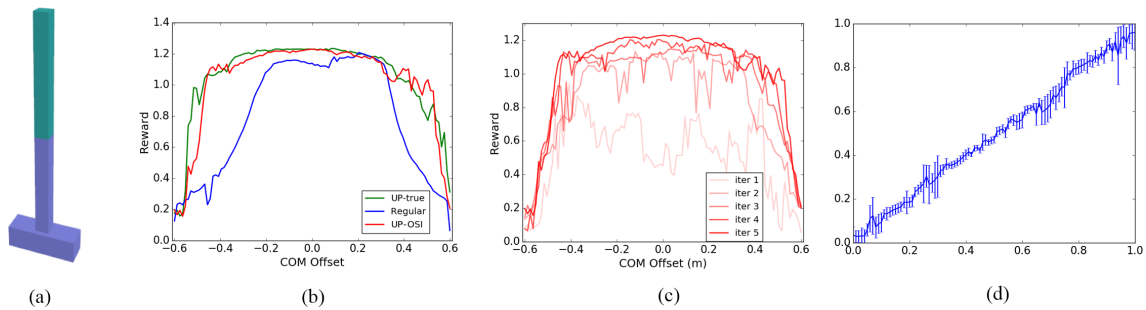 1.4
1.2
1.0
0.8
0.6
0.4
0.2
0.0
Reward
−0.6 −0.4 −0.2 0.0 0.2 0.4 0.6
COM Offset
UP-true
Regular
UP-OSI
1.2
1.0
0.8
0.6
0.4
0.2
0.0
Reward
−0.6 −0.4 −0.2 0.0 0.2 0.4 0.6
COM Offset (m)
iter 1
iter 2
iter 3
iter 4
iter 5
1.0
0.8
0.6
0.4
0.2
0.0
0.0 0.2 0.4 0.6 0.8 1.0
(a) (b) (c) (d)